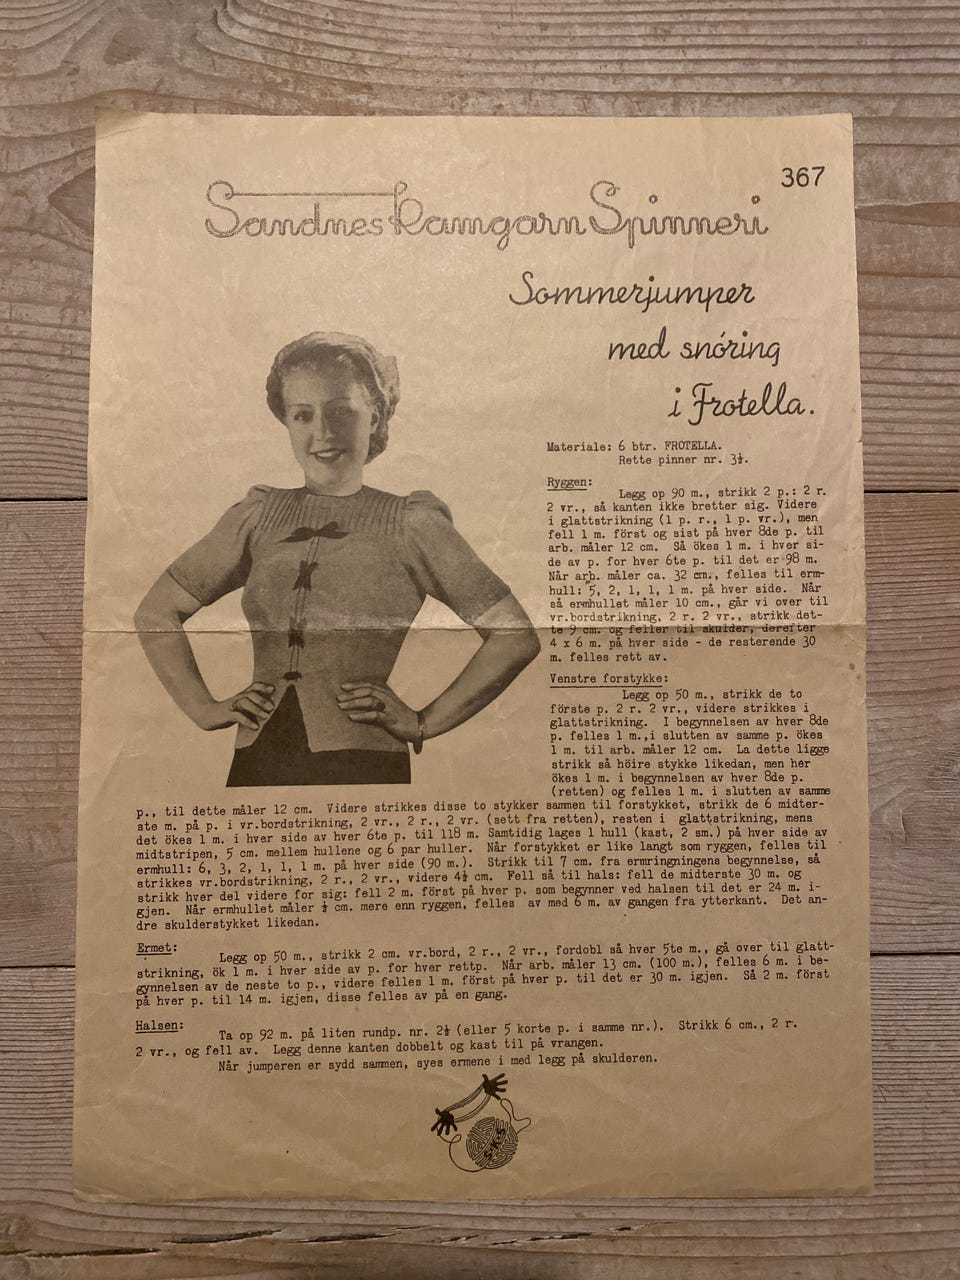 367
Sandnes Kamgarn Spinneri
Sommerjumper
med snöring
i Frotella.
Materiale: 6 btr. FROTELLA.
Rette pinner nr. 3½.
Ryggen:
Legg op 90 m., strikk 2 p.: 2 r.
2 vr., så kanten ikke bretter sig. Videre
i glattstrikning (1 p. r., 1 p. vr.), men
fell 1 m. först og sist på hver 8de p. til
arb. måler 12 cm. Så ökes 1 m. i hver si-
de av p. for hver 6te p. til det er 98 m.
Når arb. måler ca. 32 cm., felles til erm-
hull: 5, 2, 1, 1, 1 m. på hver side. Når
så ermhullet måler 10 cm., går vi over til
vr.bordstrikning, 2 r. 2 vr., strikk det-
te 9 cm. og feller til skulder, derefter
4 x 6 m. på hver side - de resterende 30
m. felles rett av.
Venstre forstykke:
Legg op 50 m., strikk de to
förste p. 2 r. 2 vr., videre strikkes i
glattstrikning. I begynnelsen av hver 8de
p. felles 1 m.,i slutten av samme p. ökes
1 m. til arb. måler 12 cm. La dette ligge
strikk så höire stykke likedan, men her
ökes 1 m. i begynnelsen av hver 8de p.
(retten) og felles 1 m. i slutten av samme
p., til dette måler 12 cm. Videre strikkes disse to stykker sammen til forstykket, strikk de 6 midter-
ste m. på p. i vr.bordstrikning, 2 vr., 2 r., 2 vr. (sett fra retten), resten i glattstrikning, mens
det ökes 1 m. i hver side av hver 6te p. til 118 m. Samtidig lages 1 hull (kast, 2 sm.) på hver side av
midtstripen, 5 cm. mellem hullene og 6 par huller. Når forstykket er like langt som ryggen, felles til
ermhull: 6, 3, 2, 1, 1, 1 m. på hver side (90 m.). Strikk til 7 cm. fra ermringningens begynnelse, så
strikkes vr.bordstrikning, 2 r., 2 vr., videre 4½ cm. Fell så til hals: fell de midterste 30 m. og
strikk hver del videre for sig: fell 2 m. först på hver p. som begynner ved halsen til det er 24 m. i-
gjen. Når ermhullet måler ½ cm. mere enn ryggen, felles av med 6 m. av gangen fra ytterkant. Det an-
dre skulderstykket likedan.
Ermet:
Legg op 50 m., strikk 2 cm. vr.bord, 2 r., 2 vr., fordobl så hver 5te m., gå over til glatt-
strikning, ök 1 m. i hver side av p. for hver rettp. Når arb. måler 13 cm. (100 m.), felles 6 m. i be-
gynnelsen av de neste to p., videre felles 1 m. först på hver p. til det er 30 m. igjen. Så 2 m. först
på hver p. til 14 m. igjen, disse felles av på en gang.
Halsen:
Ta op 92 m. på liten rundp. nr. 2½ (eller 5 korte p. i samme nr.). Strikk 6 cm., 2 r.
2 vr., og fell av. Legg denne kanten dobbelt og kast til på vrangen.
Når jumperen er sydd sammen, syes ermene i med legg på skulderen.
S·K·S